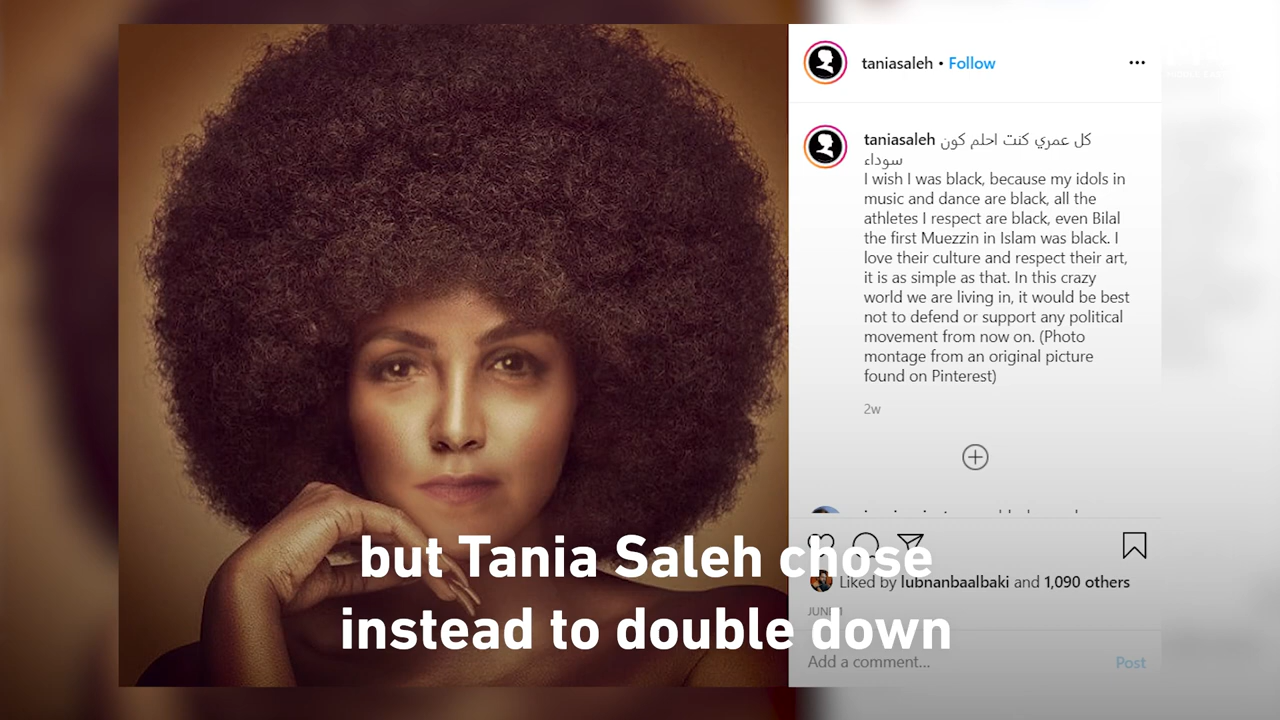 taniasaleh • Follow
taniasaleh كل عمري كنت احلم كون
سوداء
I wish I was black, because my idols in
music and dance are black, all the
athletes I respect are black, even Bilal
the first Muezzin in Islam was black. I
love their culture and respect their art,
it is as simple as that. In this crazy
world we are living in, it would be best
not to defend or support any political
movement from now on. (Photo
montage from an original picture
found on Pinterest)
2w
Liked by lubnanbaalbaki and 1,090 others
Add a comment...
Post
but Tania Saleh chose
instead to double down